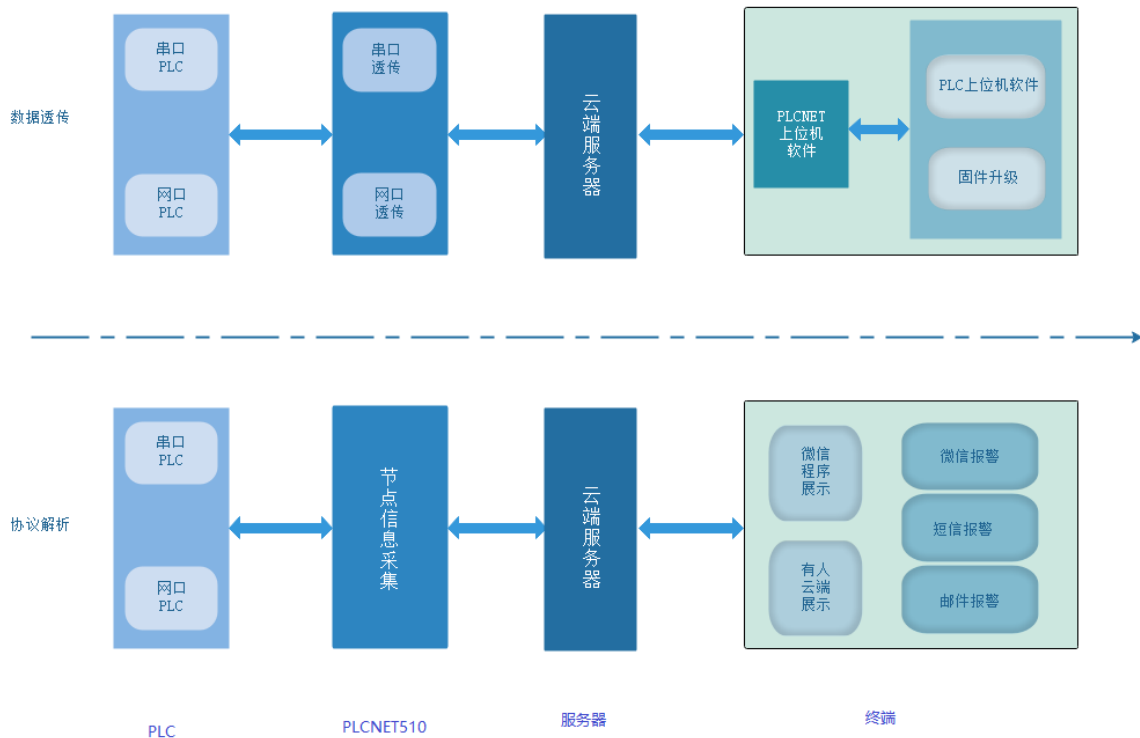 数据透传
串口
PLC
网口
PLC
串口
透传
网口
透传
云端服务器
PLCNET
上位机
软件
PLC上位机软件
固件升级
协议解析
串口
PLC
网口
PLC
节点信息采集
云端服务器
微信
程序
展示
有人
云端
展示
微信报警
短信报警
邮件报警
PLC
PLCNET510
服务器
终端